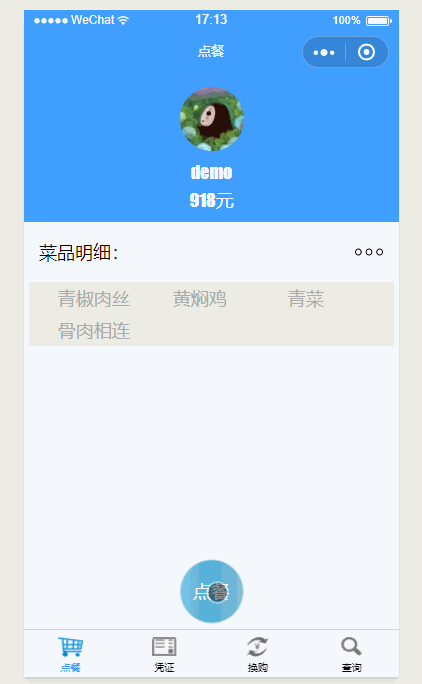 WeChat 17:13 100%
点餐
demo
918元
菜品明细:
青椒肉丝 黄焖鸡 青菜
骨肉相连
点餐
点餐 凭证 换购 查询